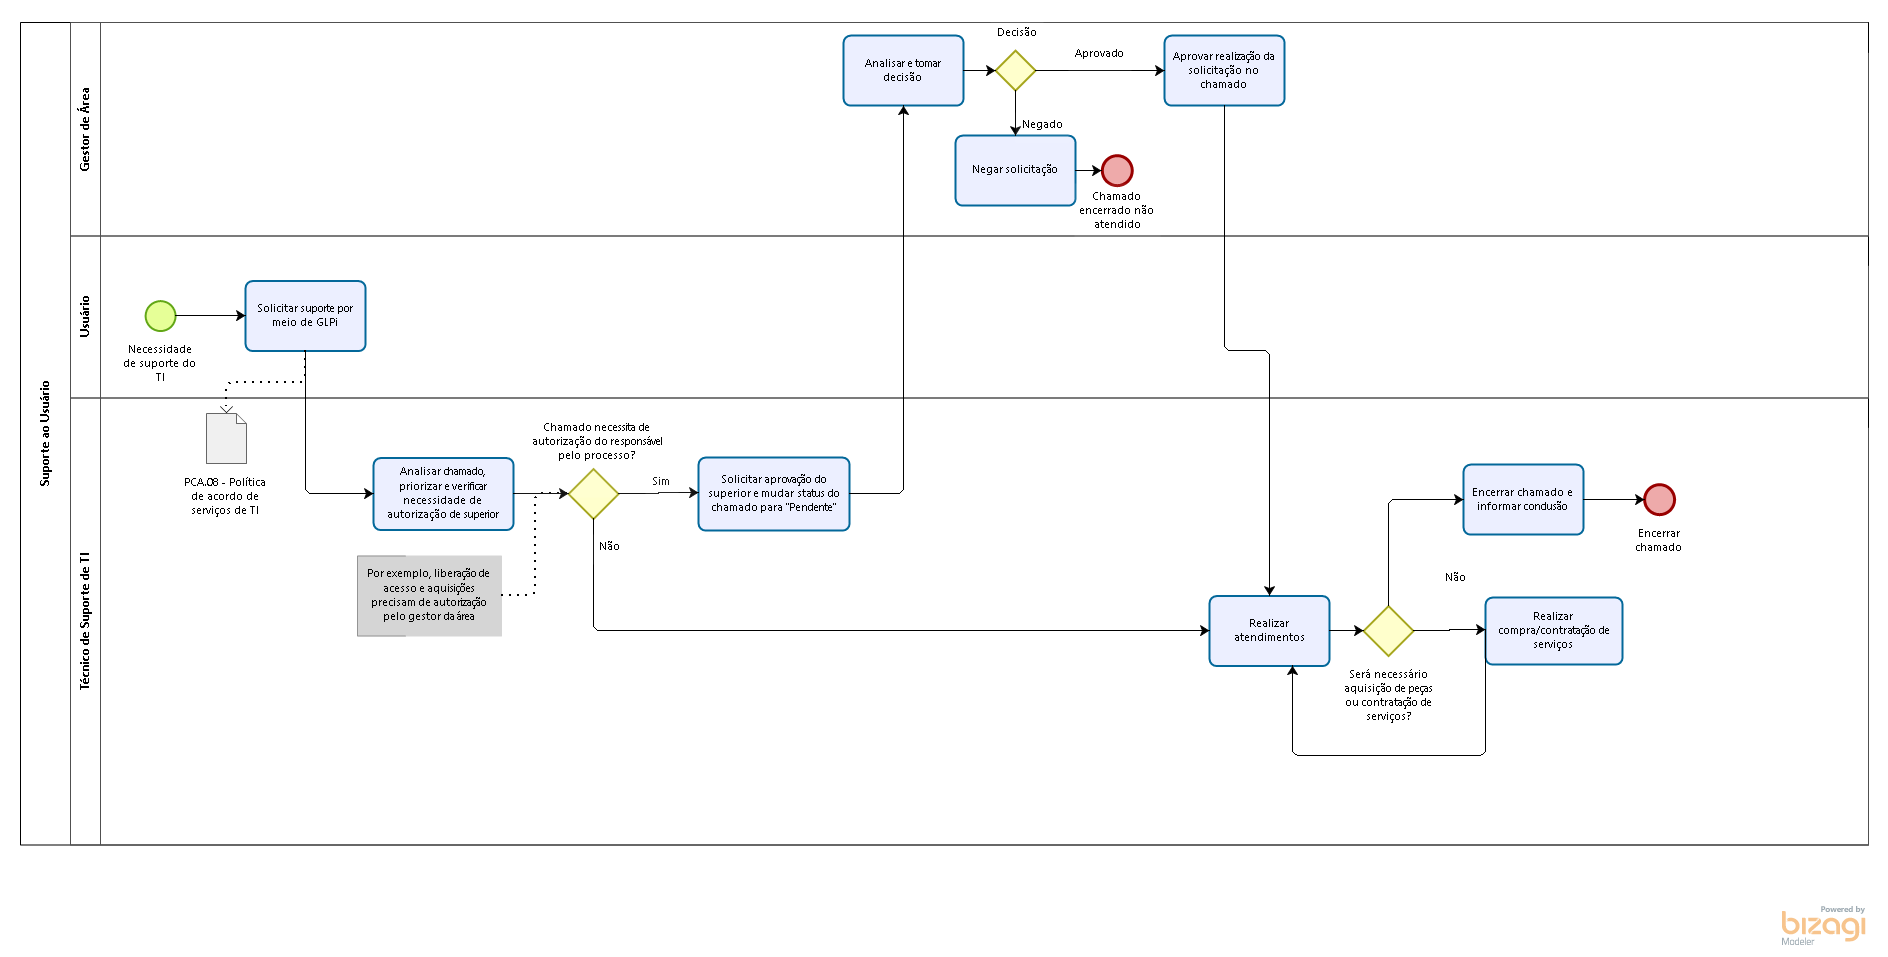 Suporte ao Usuário
Gestor de Área
Analisar e tomar
decisão
Decisão
Aprovado
Aprovar realização da
solicitação no
chamado
Negado
Negar solicitação
Chamado
encerrado não
atendido
Usuário
Necessidade
de suporte do
TI
Solicitar suporte por
meio de GLPi
Técnico de Suporte de TI
PCA.08 - Política
de acordo de
serviços de TI
Analisar chamado,
priorizar e verificar
necessidade de
autorização de superior
Por exemplo, liberação de
acesso e aquisições
precisam de autorização
pelo gestor da área
Chamado necessita de
autorização do responsável
pelo processo?
Sim
Não
Solicitar aprovação do
superior e mudar status do
chamado para "Pendente"
Realizar
atendimentos
Será necessário
aquisição de peças
ou contratação de
serviços?
Não
Encerrar chamado e
informar conclusão
Encerrar
chamado
Realizar
compra/contratação de
serviços
Powered by
bizagi
Modeler